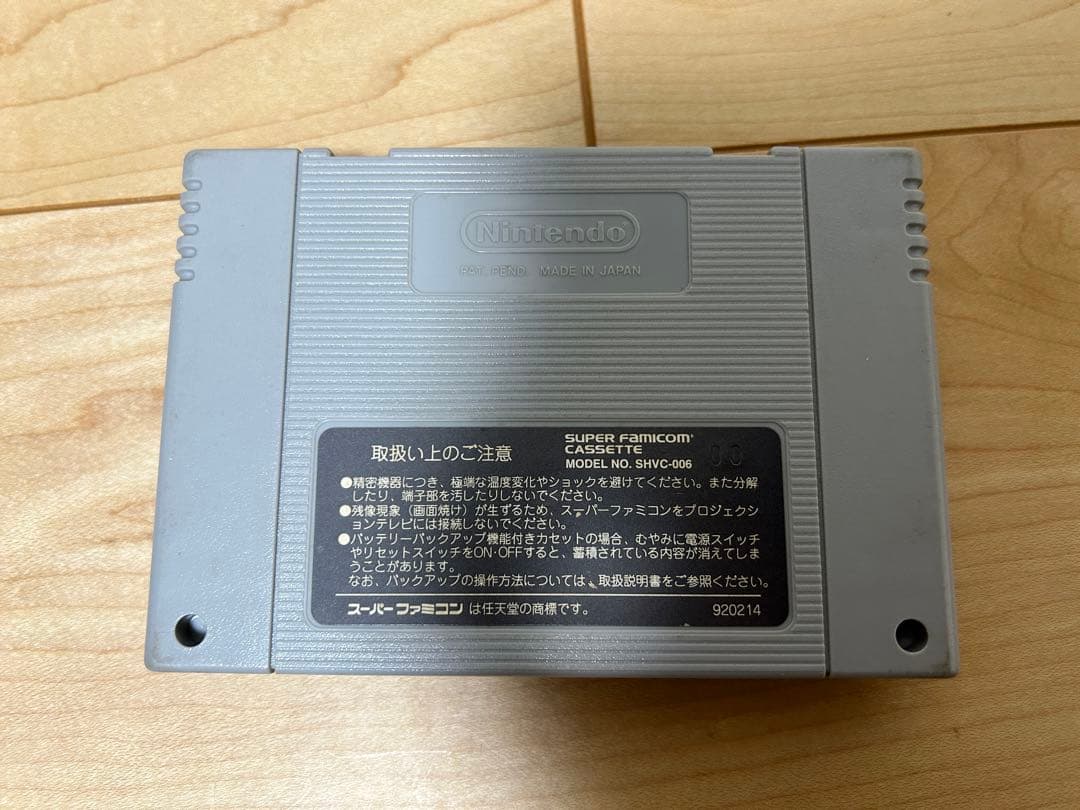 Nintendo
PAT. PEND. MADE IN JAPAN
取扱い上のご注意
SUPER FAMICOM
CASSETTE
MODEL NO. SHVC-006
00
●精密機器につき、極端な温度変化やショックを避けてください。また分解
したり、端子部を汚したりしないでください。
●残像現象（画面焼け）が生ずるため、スーパーファミコンをプロジェクシ
ョンテレビには接続しないでください。
●バッテリーバックアップ機能付きカセットの場合、むやみに電源スイッチ
やリセットスイッチをON・OFFすると、蓄積されている内容が消えてしま
うことがあります。
なお、バックアップの操作方法については、取扱説明書をご参照ください。
スーパーファミコンは任天堂の商標です。
920214